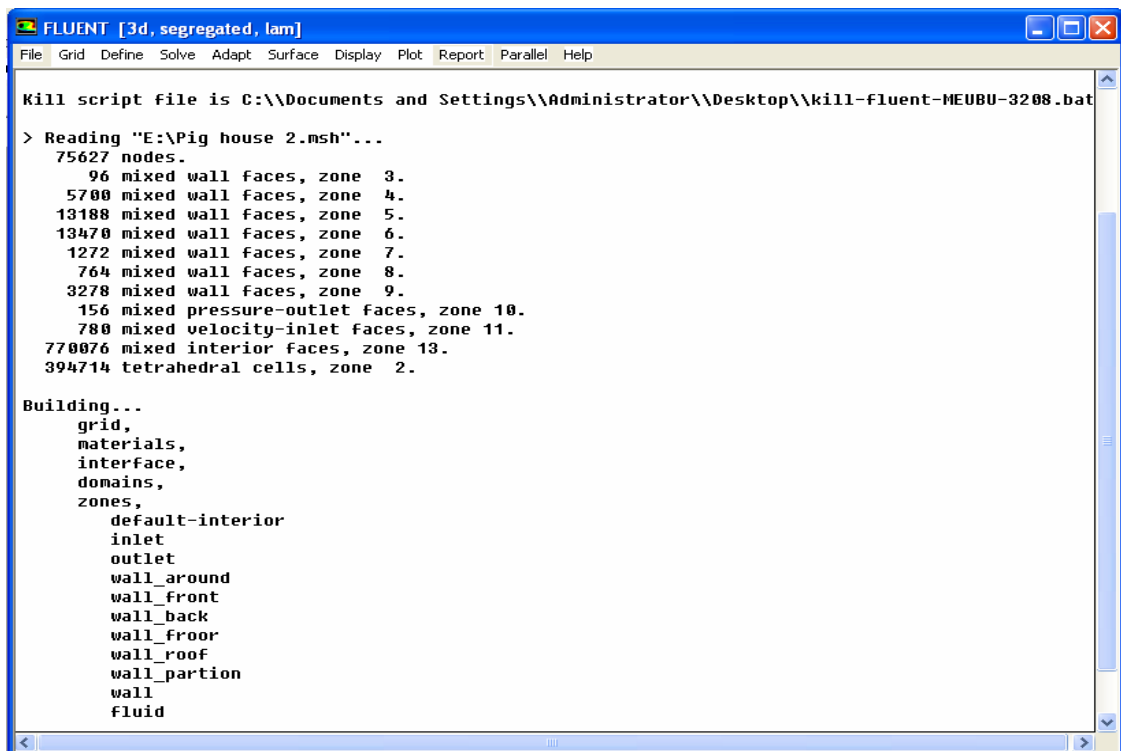 FLUENT [3d, segregated, lam]
File Grid Define Solve Adapt Surface Display Plot Report Parallel Help
Kill script file is C:\\Documents and Settings\\Administrator\\Desktop\\kill-fluent-MEUBU-3208.bat
> Reading "E:\Pig house 2.msh"...
75627 nodes.
96 mixed wall faces, zone 3.
5700 mixed wall faces, zone 4.
13188 mixed wall faces, zone 5.
13470 mixed wall faces, zone 6.
1272 mixed wall faces, zone 7.
764 mixed wall faces, zone 8.
3278 mixed wall faces, zone 9.
156 mixed pressure-outlet faces, zone 10.
780 mixed velocity-inlet faces, zone 11.
770076 mixed interior faces, zone 13.
394714 tetrahedral cells, zone 2.
Building...
grid,
materials,
interface,
domains,
zones,
default-interior
inlet
outlet
wall_around
wall_front
wall_back
wall_froor
wall_roof
wall_partion
wall
fluid